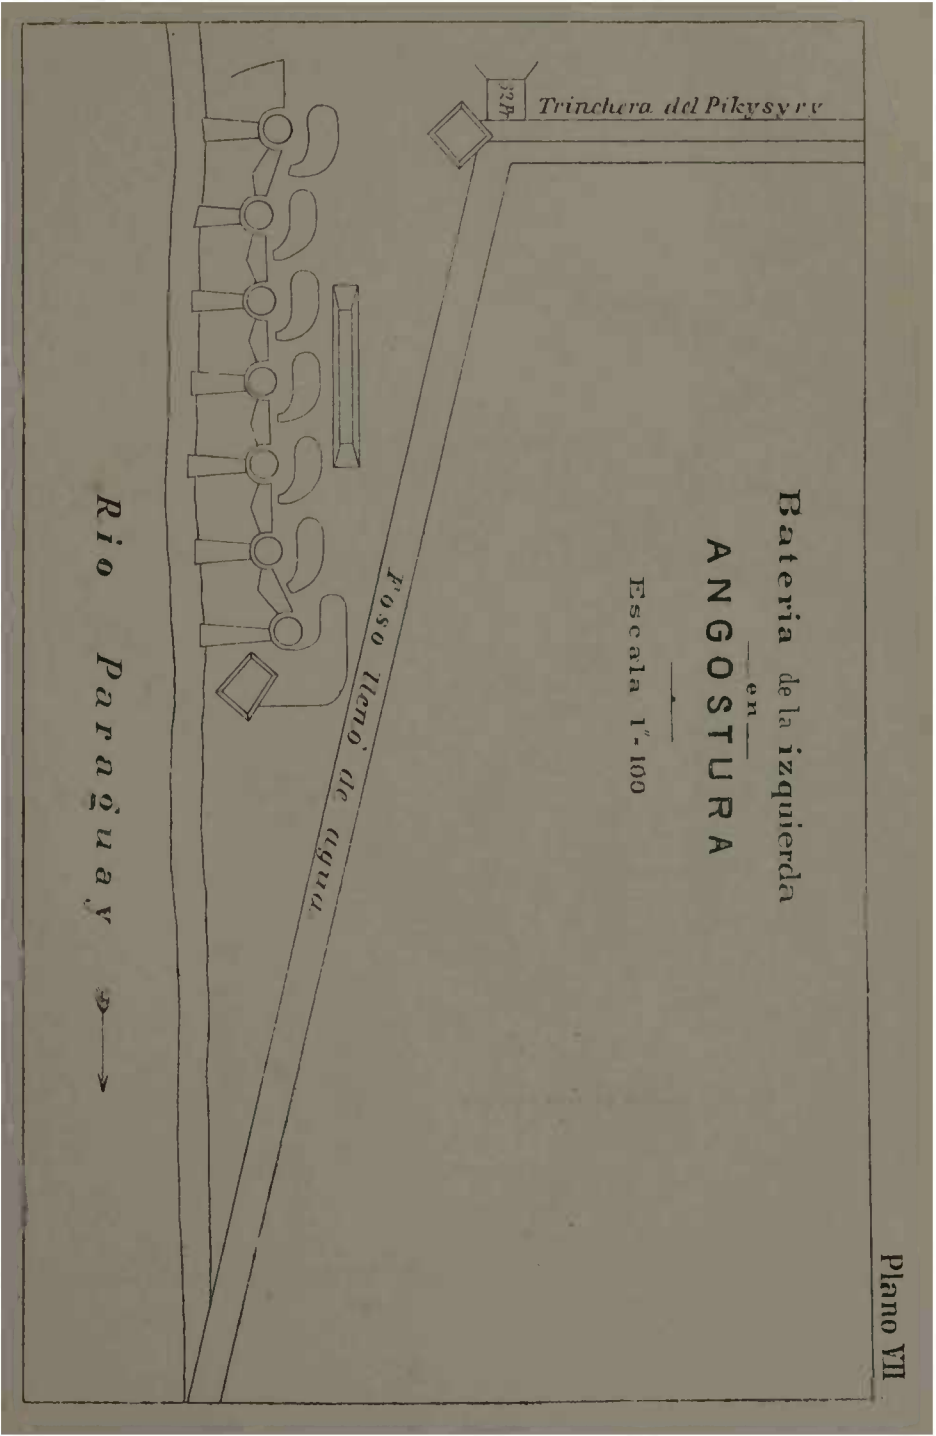 Plano VII
Bateria de la izquierda
en
ANGOSTURA
Escala 1"-100
Trinchera del Pikysyry
Foso lleno de agua
Rio Paraguay